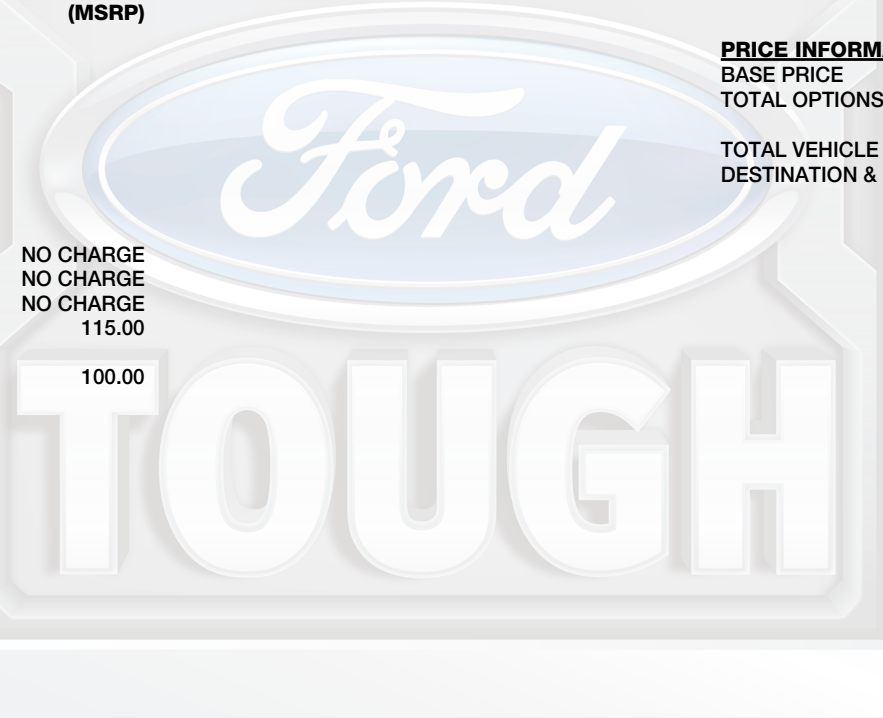 (MSRP)
PRICE INFORM
BASE PRICE
TOTAL OPTIONS
TOTAL VEHICLE
DESTINATION &
NO CHARGE
NO CHARGE
NO CHARGE
115.00
100.00
Ford
TOUGH